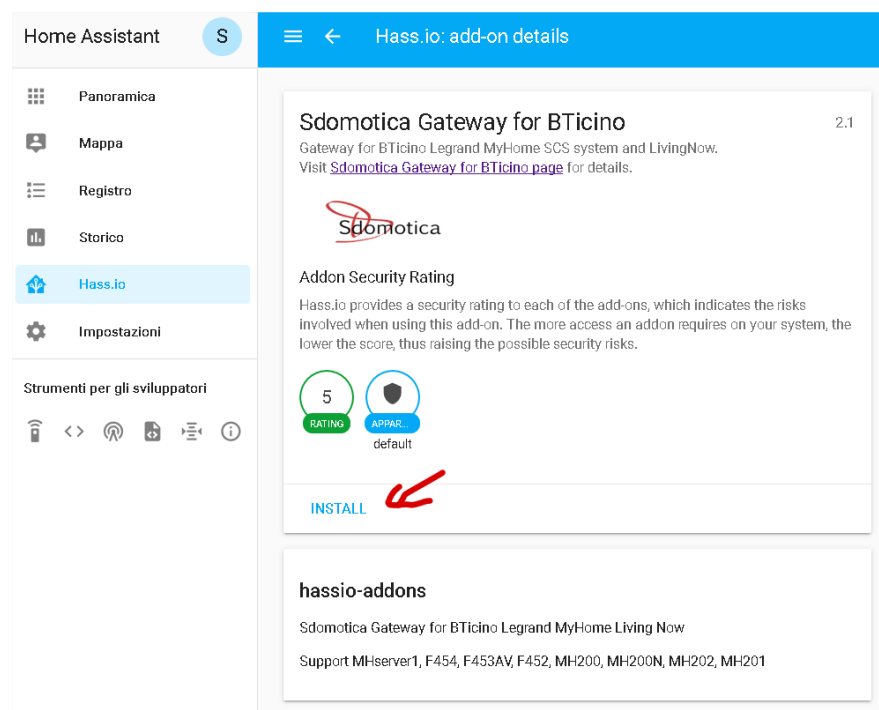 Home Assistant
S
Hass.io: add-on details
Panoramica
Mappa
Registro
Storico
Hass.io
Impostazioni
Strumenti per gli sviluppatori
Sdomotica Gateway for BTicino
2.1
Gateway for BTicino Legrand MyHome SCS system and LivingNow.
Visit Sdomotica Gateway for BTicino page for details.
Sdomotica
Addon Security Rating
Hass.io provides a security rating to each of the add-ons, which indicates the risks
involved when using this add-on. The more access an addon requires on your system, the
lower the score, thus raising the possible security risks.
5
RATING
APPAR...
default
INSTALL
hassio-addons
Sdomotica Gateway for BTicino Legrand MyHome Living Now
Support MHserver1, F454, F453AV, F452, MH200, MH200N, MH202, MH201